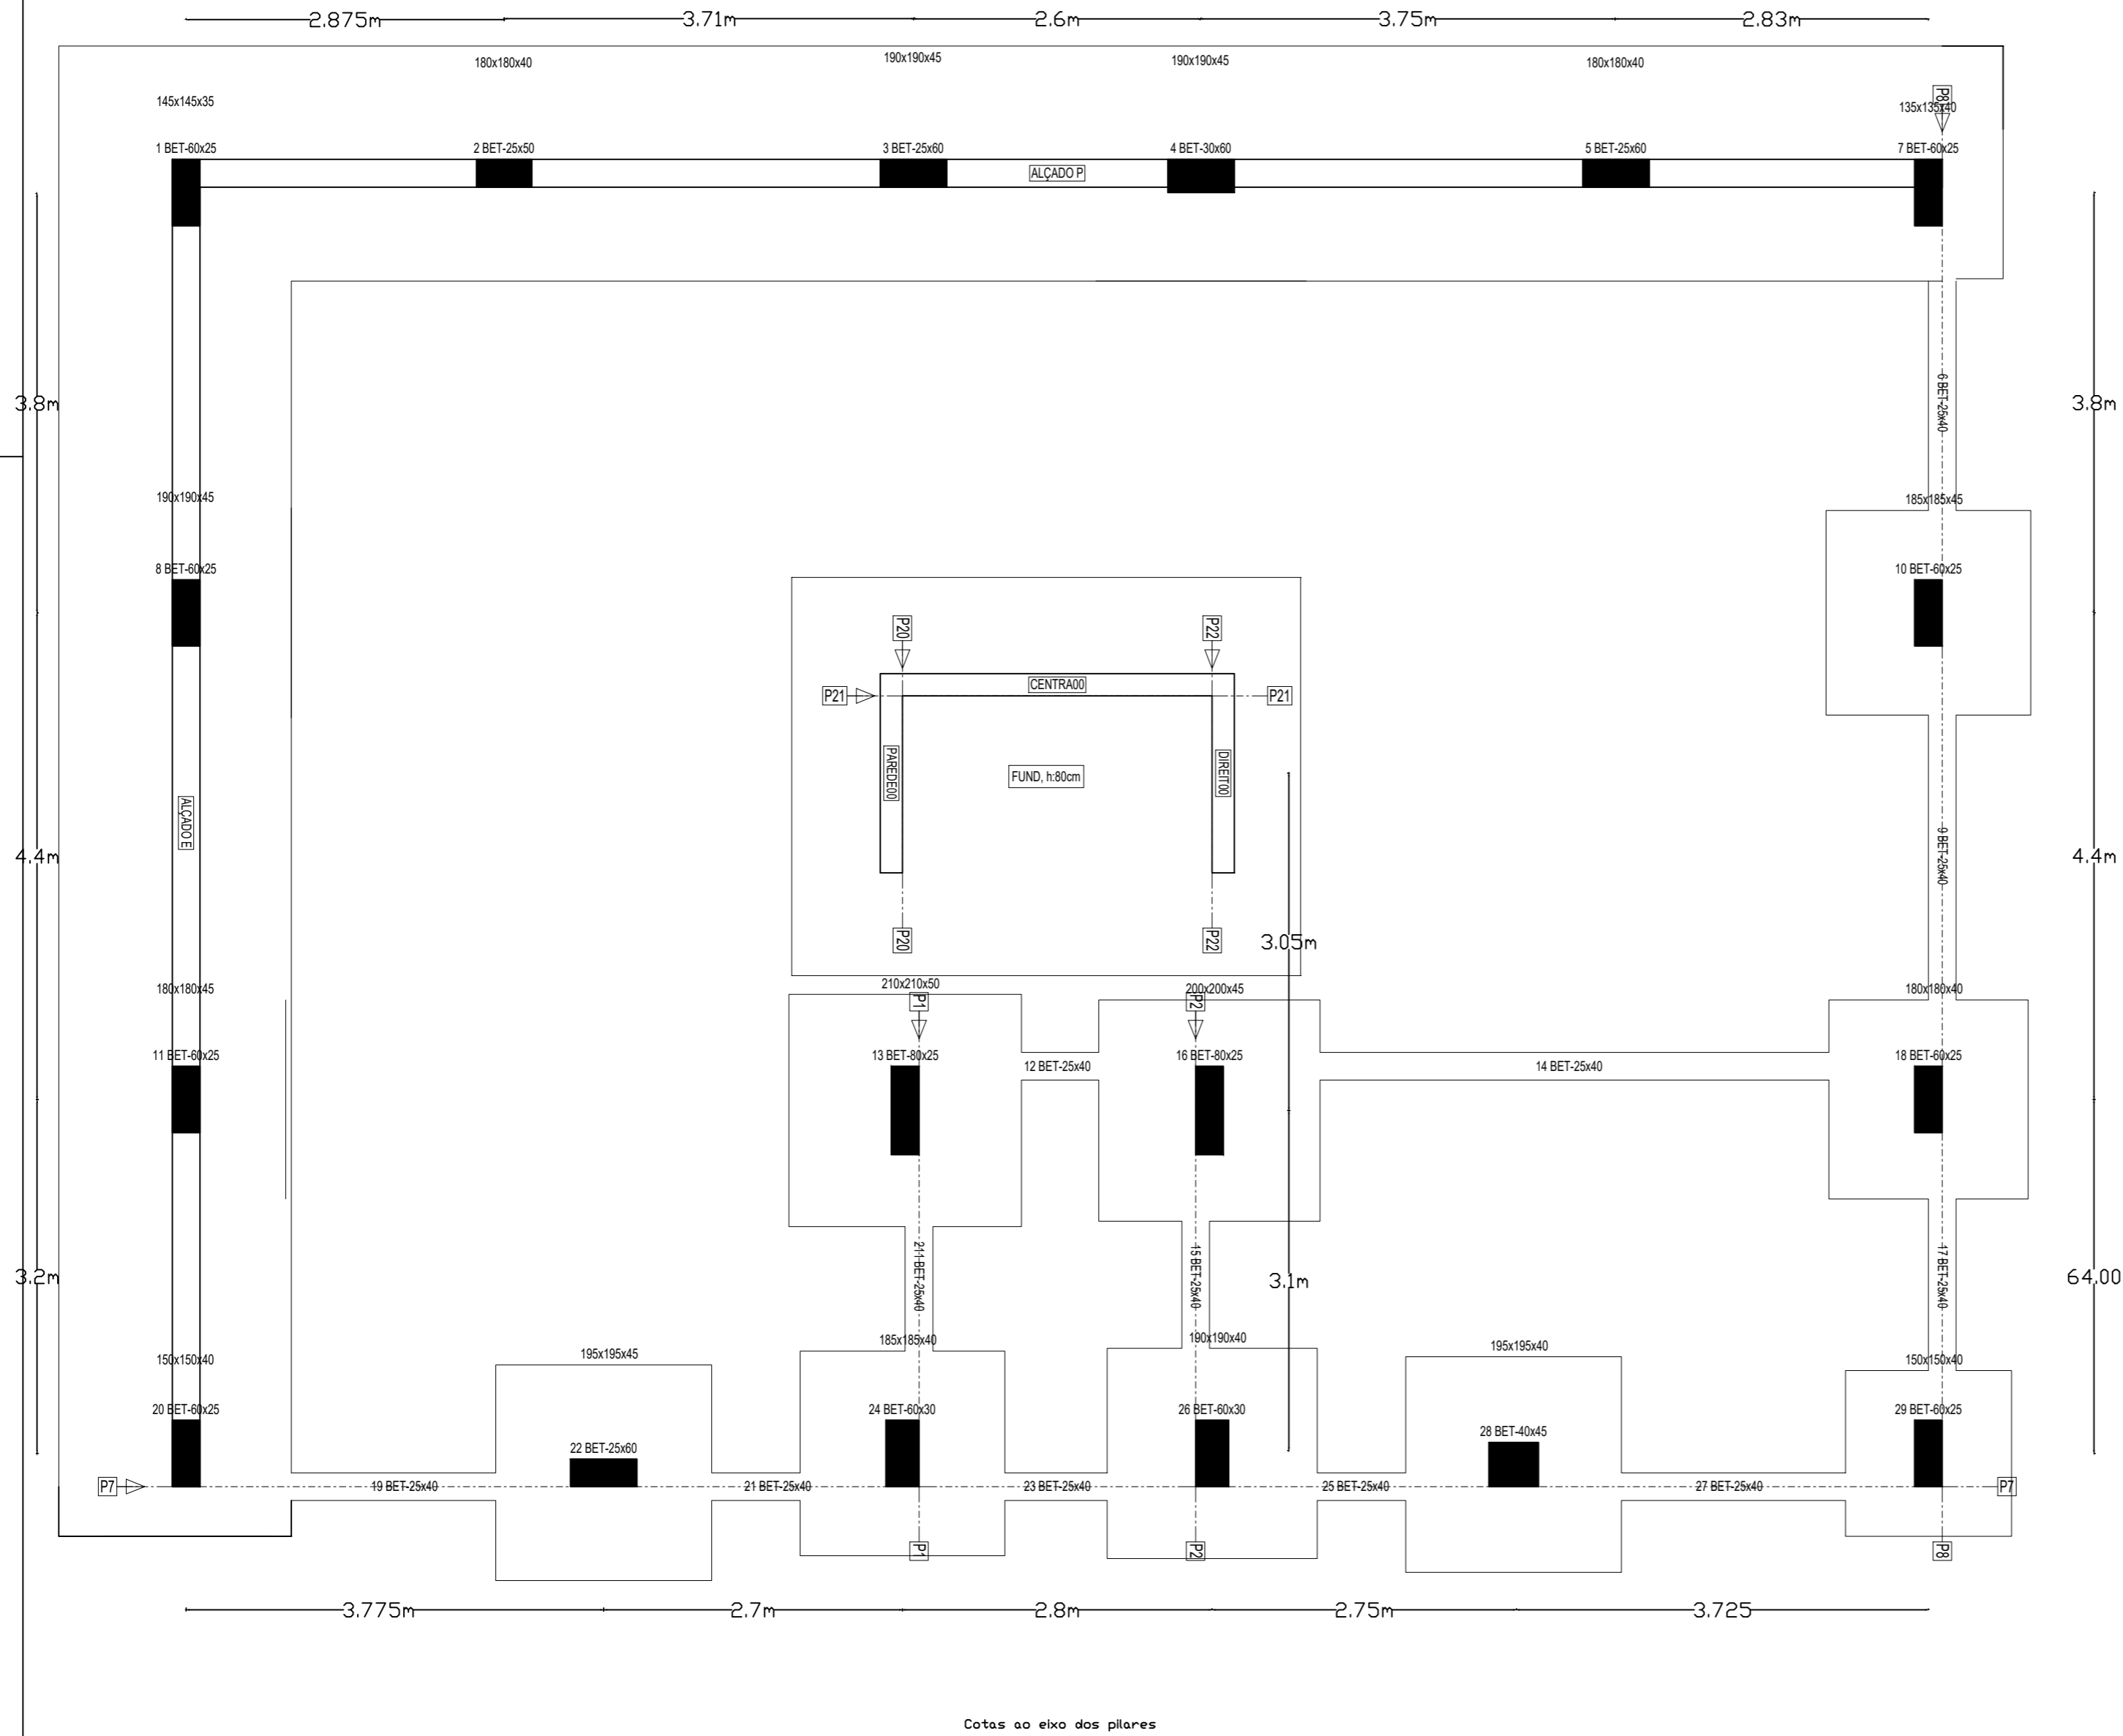 2.875m 3.71m 2.6m 3.75m 2.83m
180x180x40 190x190x45 190x190x45 180x180x40
P8
145x145x35 135x135x40
1 BET-60x25 2 BET-25x50 3 BET-25x60 4 BET-30x60 5 BET-25x60 7 BET-60x25
ALÇADO P
3.8m 6 BET-25x40 3.8m
190x190x45 185x185x45
8 BET-60x25 10 BET-60x25
P20 P22
CENTRA00
P21 P21
PAREDE00 FUND, h:80cm DIREIT00
ALÇADO E
4.4m 9 BET-25x40 4.4m
P20 P22 3.05m
180x180x45 210x210x50 200x200x45 180x180x40
P1 P2
11 BET-60x25 13 BET-80x25 16 BET-80x25 18 BET-60x25
12 BET-25x40 14 BET-25x40
3.2m 211-BET-25x40 15 BET-25x40 3.1m 17 BET-25x40 64.00
150x150x40 195x195x45 185x185x40 190x190x40 195x195x40 150x150x40
20 BET-60x25 24 BET-60x30 26 BET-60x30 29 BET-60x25
22 BET-25x60 28 BET-40x45
P7 19 BET-25x40 21 BET-25x40 23 BET-25x40 25 BET-25x40 27 BET-25x40 P7
P1 P2 P8
3.775m 2.7m 2.8m 2.75m 3.725
Cotas ao eixo dos pilares